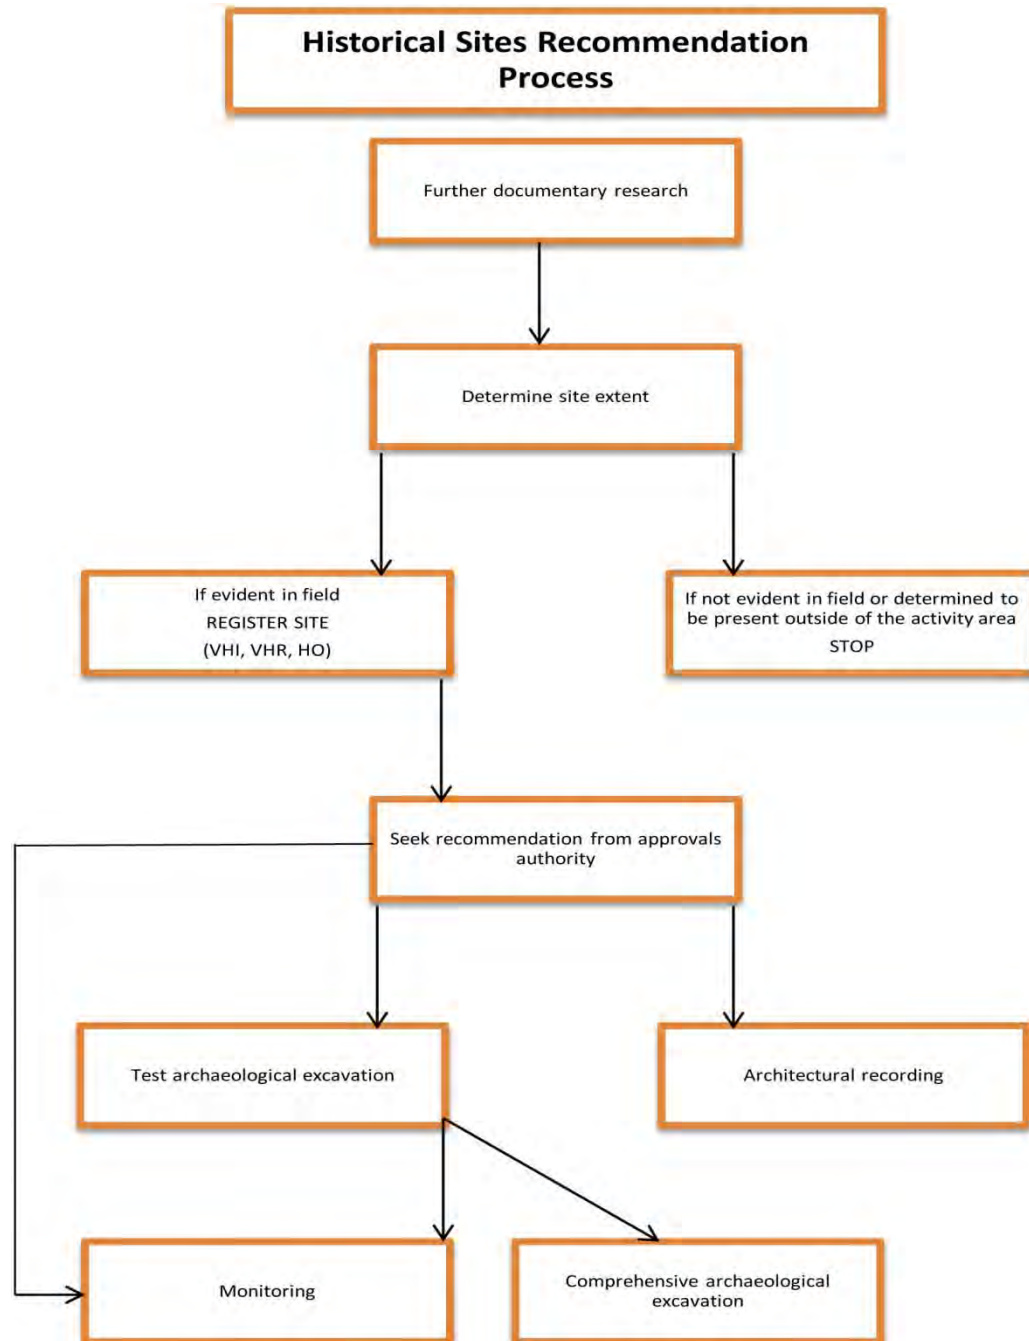 Historical Sites Recommendation
Process
Further documentary research
Determine site extent
If evident in field
REGISTER SITE
(VHI, VHR, HO)
If not evident in field or determined to
be present outside of the activity area
STOP
Seek recommendation from approvals
authority
Test archaeological excavation
Architectural recording
Monitoring
Comprehensive archaeological
excavation